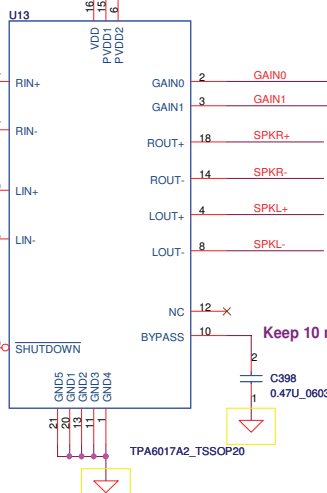 U13
16
15
6
VDD
PVDD1
PVDD2
RIN+
GAIN0
2
GAIN0
GAIN1
3
GAIN1
RIN-
ROUT+
18
SPKR+
ROUT-
14
SPKR-
LIN+
LOUT+
4
SPKL+
LIN-
LOUT-
8
SPKL-
NC
12
BYPASS
10
Keep 10
SHUTDOWN
2
C398
1
0.47U_0603
GND5
GND1
GND2
GND3
GND4
21
20
13
11
1
TPA6017A2_TSSOP20